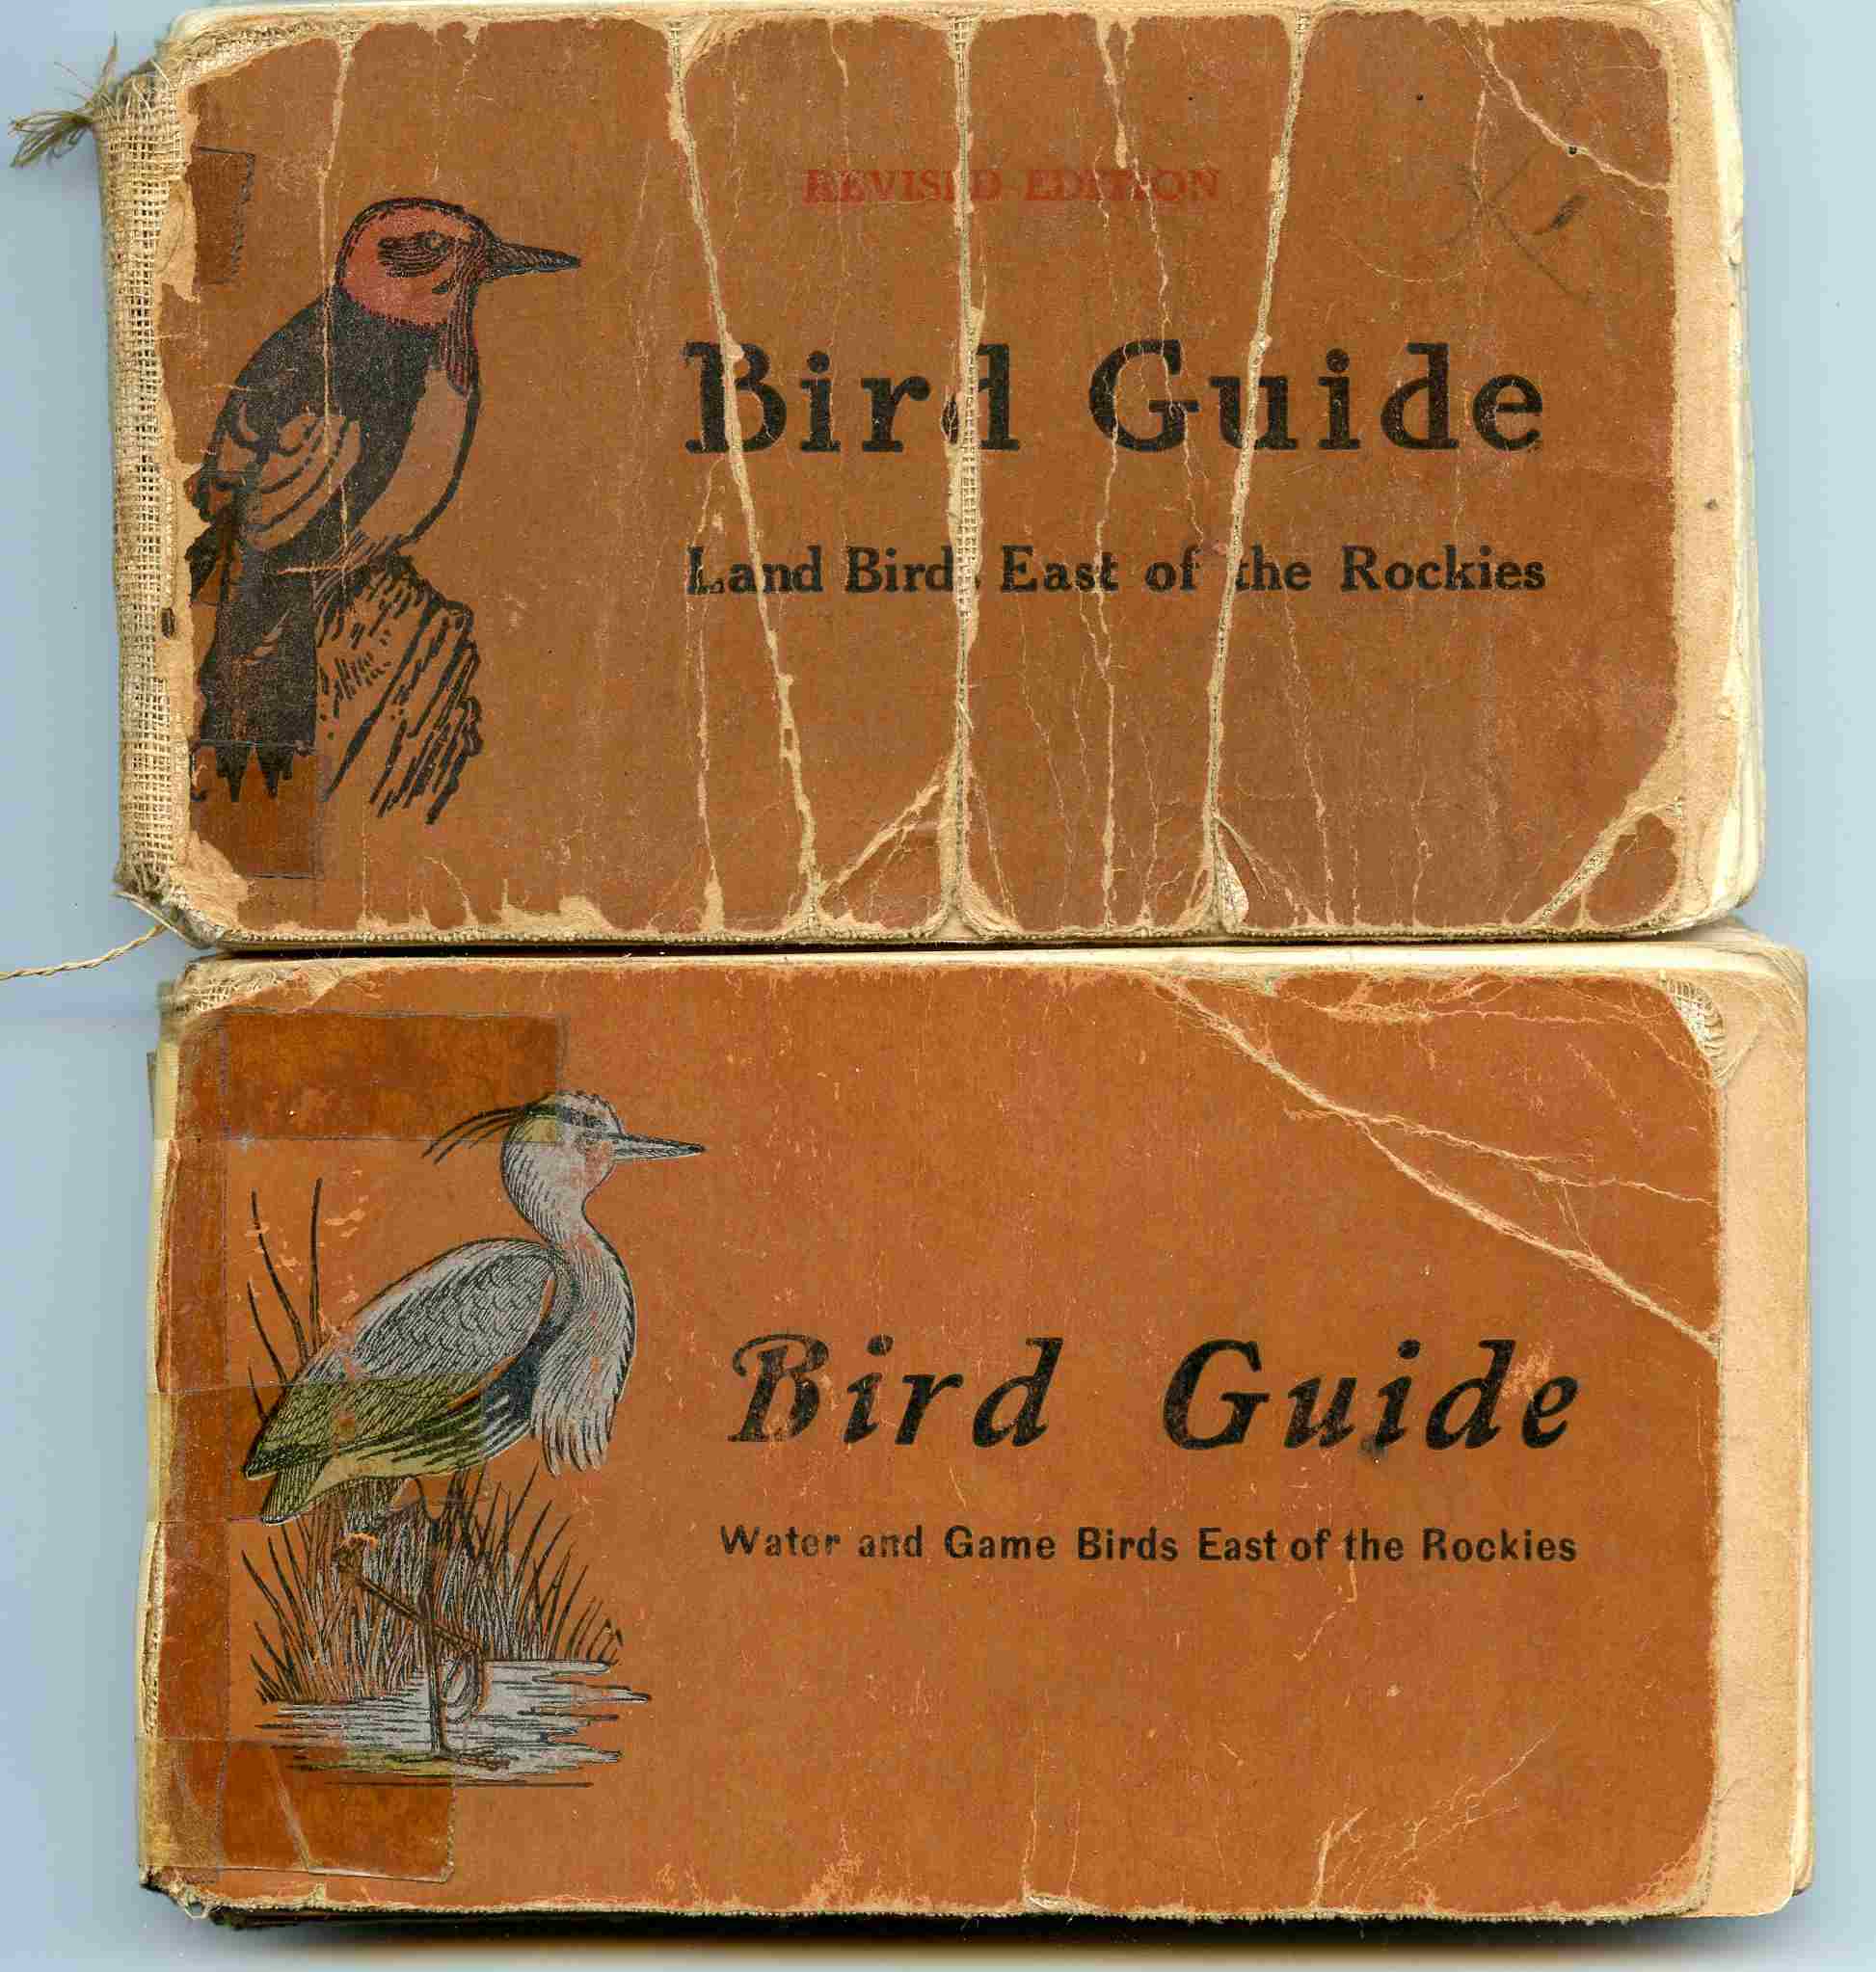 REVISED EDITION
Bird Guide
Land Birds East of the Rockies
Bird Guide
Water and Game Birds East of the Rockies